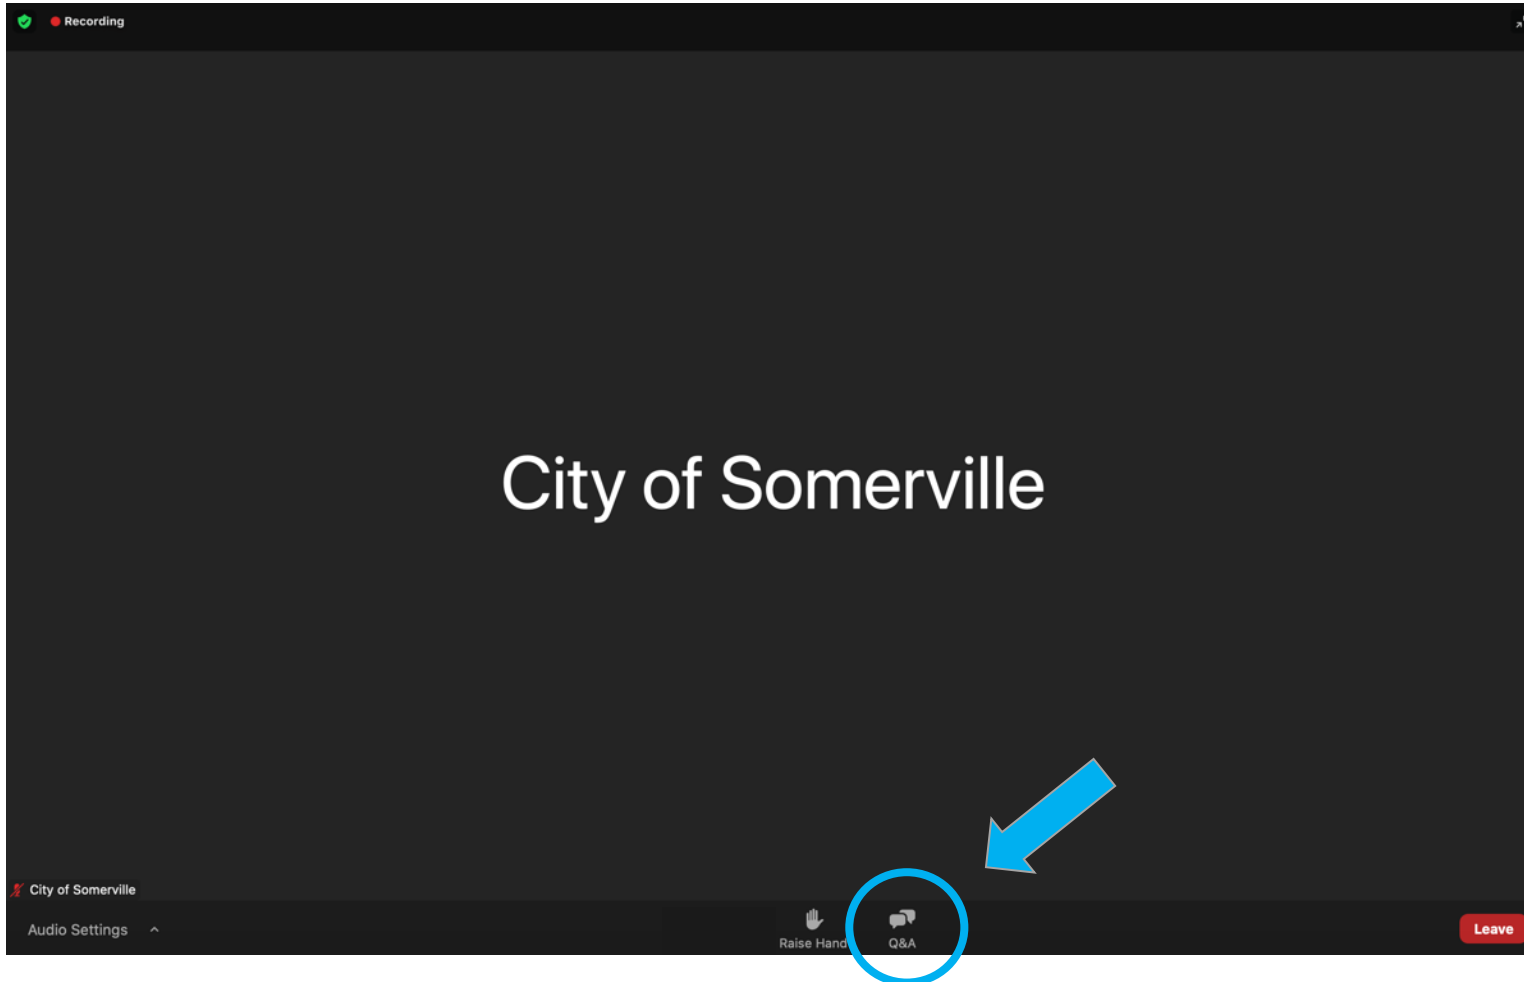 Recording
City of Somerville
City of Somerville
Audio Settings
Raise Hand
Q&A
Leave